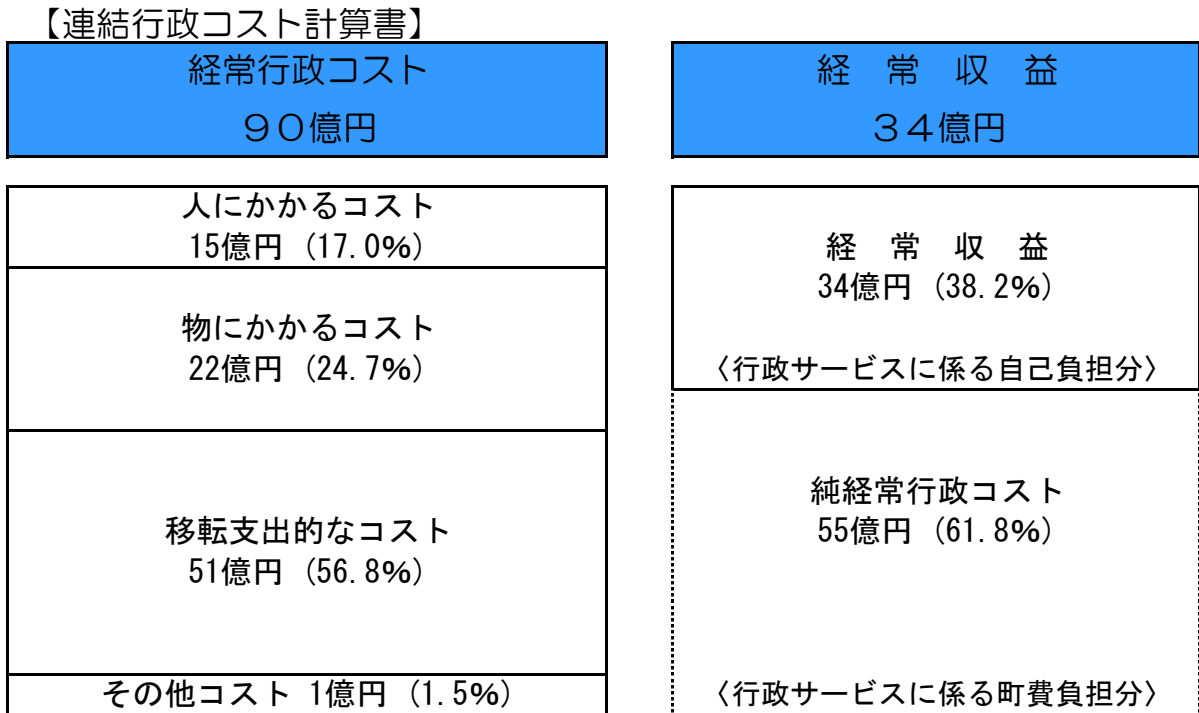 【連結行政コスト計算書】
経常行政コスト
９０億円
人にかかるコスト
15億円 (17.0%)
物にかかるコスト
22億円 (24.7%)
移転支出的なコスト
51億円 (56.8%)
その他コスト 1億円 (1.5%)
経　常　収　益
３４億円
経　常　収　益
34億円 (38.2%)
〈行政サービスに係る自己負担分〉
純経常行政コスト
55億円 (61.8%)
〈行政サービスに係る町費負担分〉